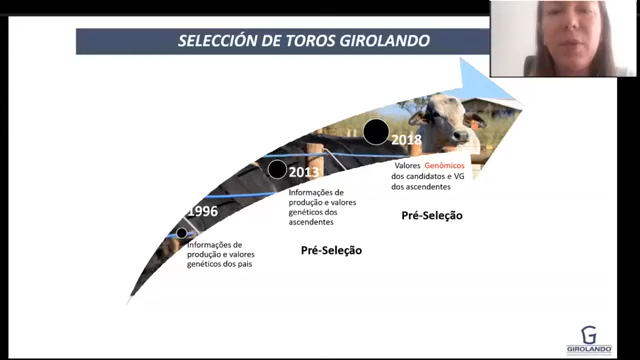 SELECCIÓN DE TOROS GIROLANDO
1996
Informações de
produção e valores
genéticos dos pais
2013
Informações de
produção e valores
genéticos dos
ascendentes
Pré-Seleção
2018
Valores Genômicos
dos candidatos e VG
dos ascendentes
Pré-Seleção
GIROLANDO